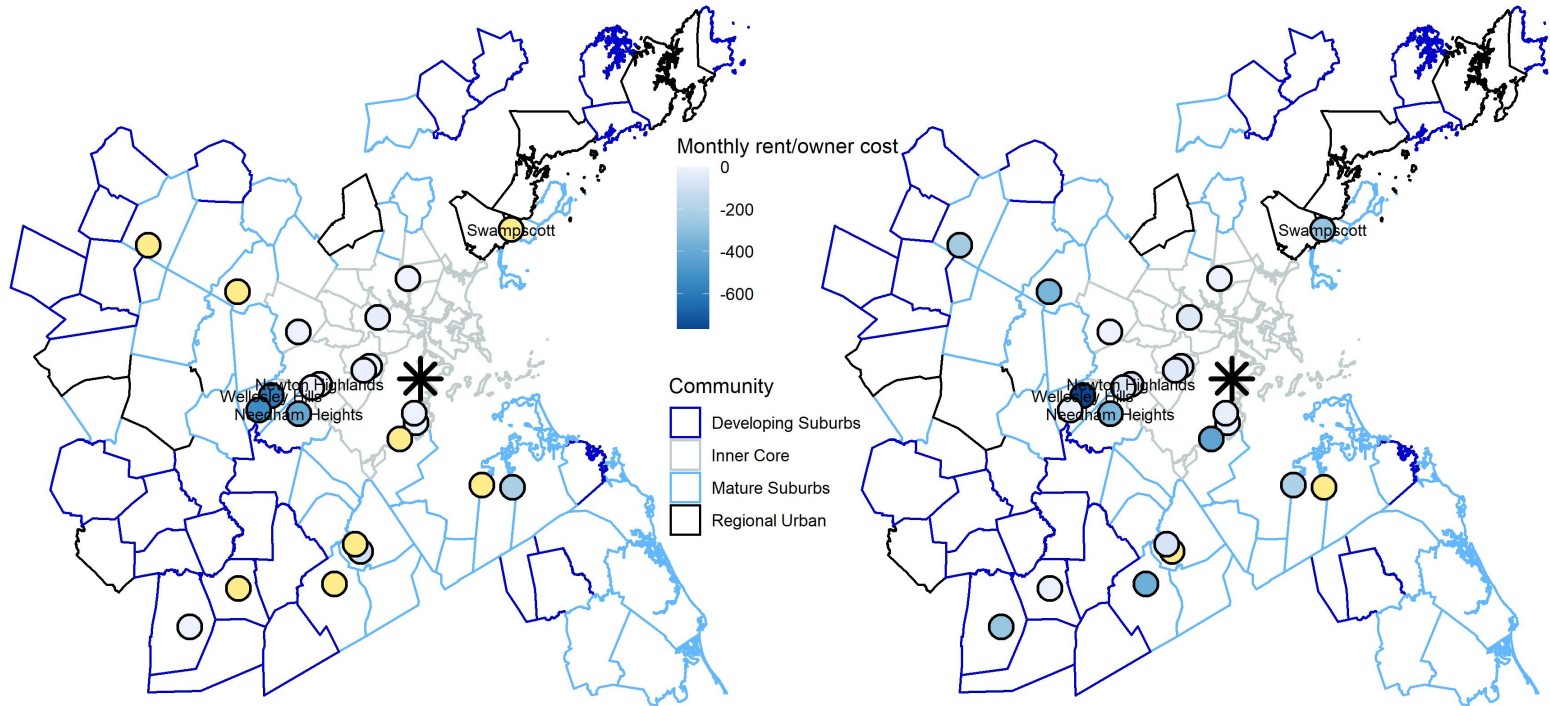 Monthly rent/owner cost
0
-200
-400
-600
Swampscott
Swampscott
Newton Highlands
Wellesley Hills
Needham Heights
Newton Highlands
Wellesley Hills
Needham Heights
Community
Developing Suburbs
Inner Core
Mature Suburbs
Regional Urban